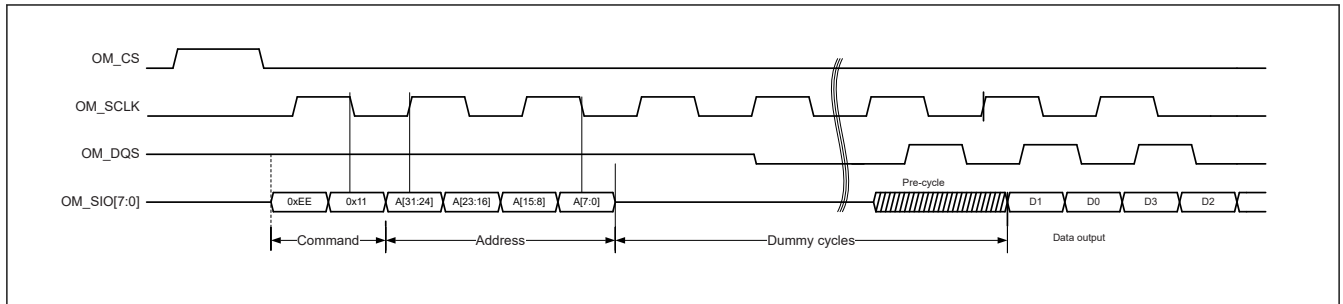 OM_CS
OM_SCLK
OM_DQS
Pre-cycle
OM_SIO[7:0] 0xEE 0x11 A[31:24] A[23:16] A[15:8] A[7:0] D1 D0 D3 D2
Command Address Dummy cycles Data output